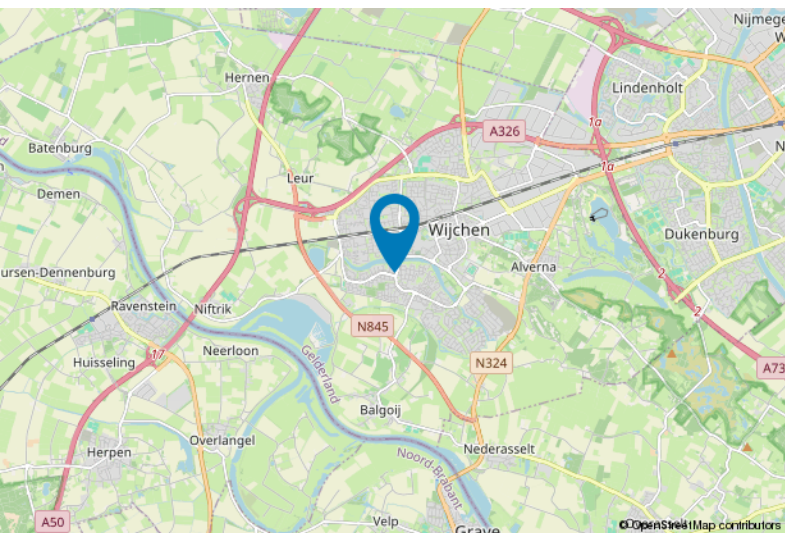 Nijmege
W
Hernen
Lindenholt
1a
A326
Batenburg
N
1a
Leur
Demen
Wijchen
Dukenburg
ursen-Dennenburg
Alverna
2
Ravenstein
Niftrik
2
N845
17
Neerloon
Huisseling
Gelderland
N324
A73
Balgoij
Overlangel
Herpen
Nederasselt
Noord-Brabant
A50
Velp
Grave
© OpenStreetMap contributors